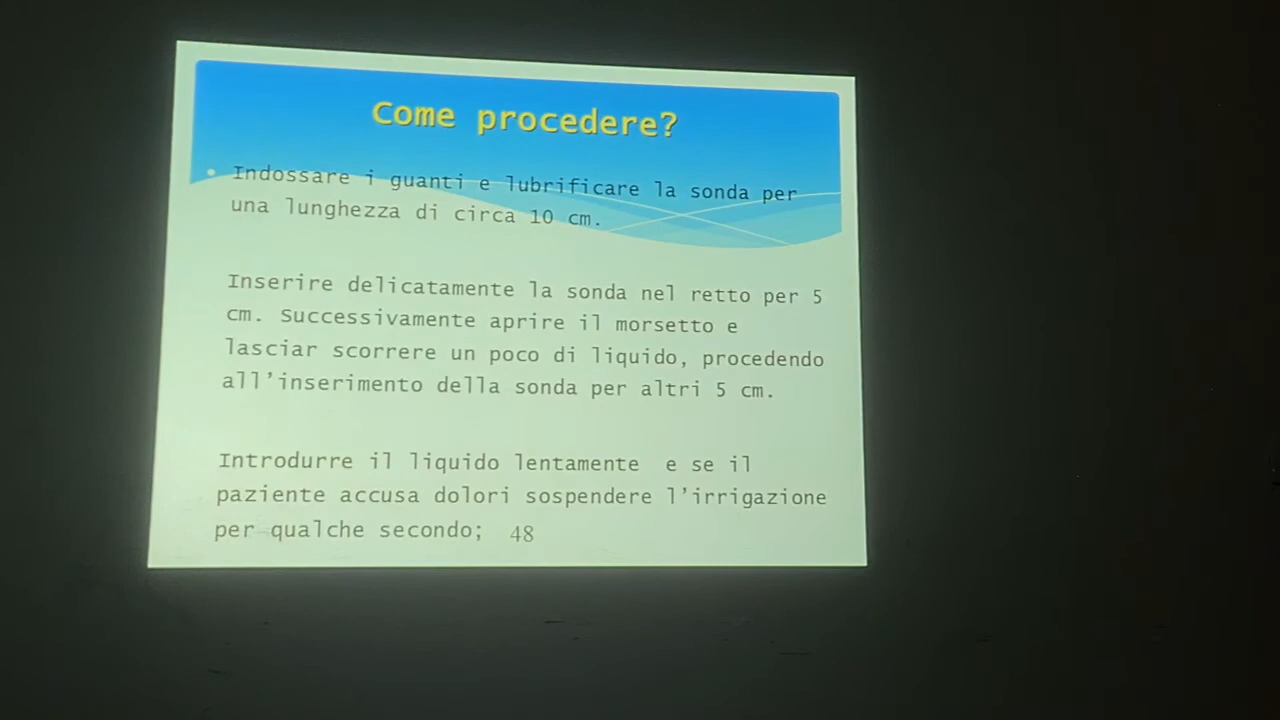 Come procedere?
• Indossare i guanti e lubrificare la sonda per
una lunghezza di circa 10 cm.
Inserire delicatamente la sonda nel retto per 5
cm. Successivamente aprire il morsetto e
lasciar scorrere un poco di liquido, procedendo
all’inserimento della sonda per altri 5 cm.
Introdurre il liquido lentamente e se il
paziente accusa dolori sospendere l’irrigazione
per qualche secondo; 48